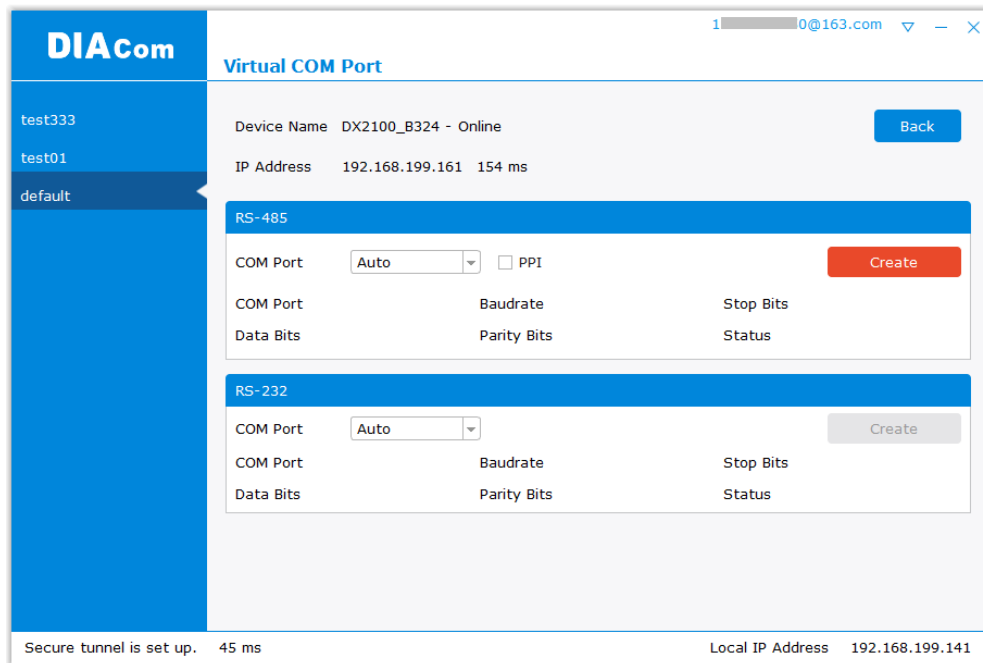 DIACom
1 0@163.com
Virtual COM Port
test333
test01
default
Device Name DX2100_B324 - Online
Back
IP Address 192.168.199.161 154 ms
RS-485
COM Port Auto PPI Create
COM Port Baudrate Stop Bits
Data Bits Parity Bits Status
RS-232
COM Port Auto Create
COM Port Baudrate Stop Bits
Data Bits Parity Bits Status
Secure tunnel is set up. 45 ms Local IP Address 192.168.199.141